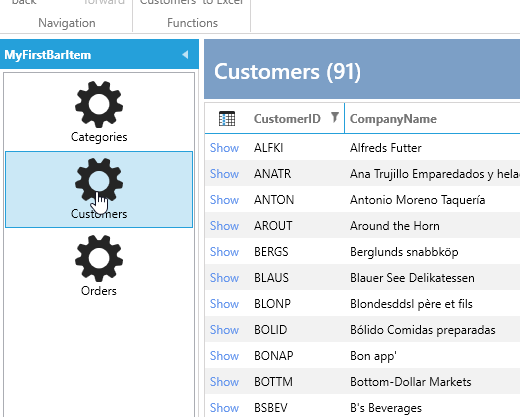 back forward Customers to Excel
Navigation Functions
MyFirstBarItem
Categories
Customers
Orders
Customers (91)
CustomerID CompanyName
Show ALFKI Alfreds Futter
Show ANATR Ana Trujillo Emparedados y hela
Show ANTON Antonio Moreno Taquería
Show AROUT Around the Horn
Show BERGS Berglunds snabbköp
Show BLAUS Blauer See Delikatessen
Show BLONP Blondesddsl père et fils
Show BOLID Bólido Comidas preparadas
Show BONAP Bon app'
Show BOTTM Bottom-Dollar Markets
Show BSBEV B's Beverages